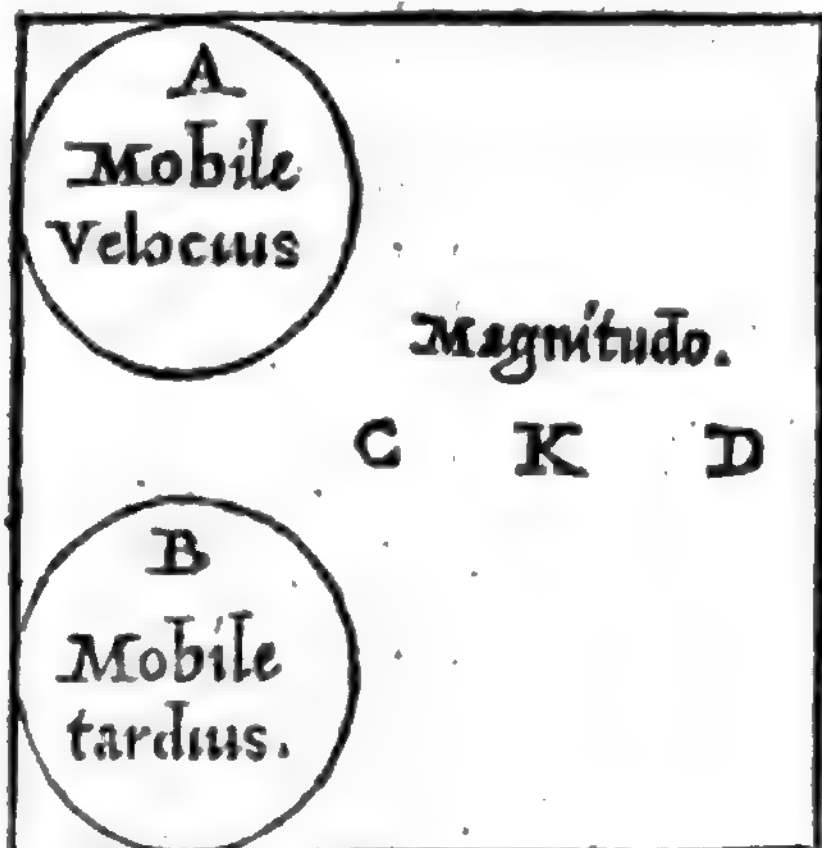 A
Mobile
Velocius
Magnitudo.
C K D
B
Mobile
tardius.